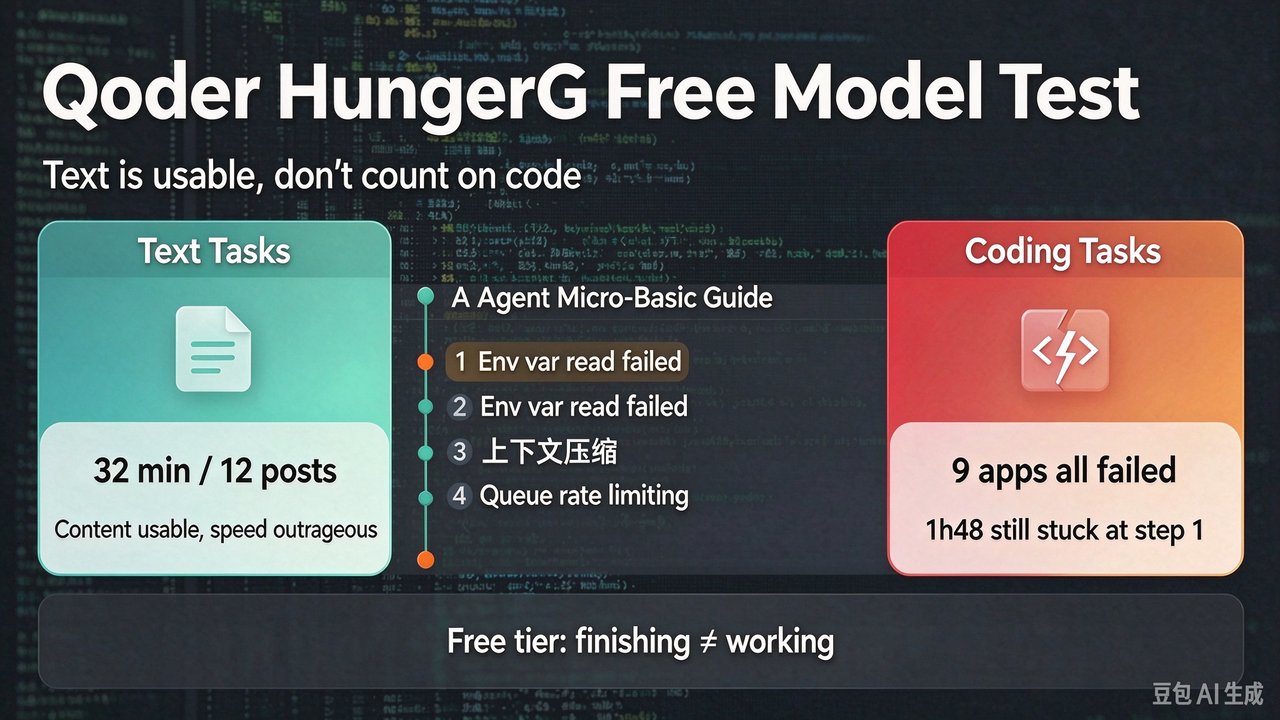 Qoder HungerG Free Model Test
Text is usable, don't count on code
Text Tasks
32 min / 12 posts
Content usable, speed outrageous
A Agent Micro-Basic Guide
1 Env var read failed
2 Env var read failed
3 上下文压缩
4 Queue rate limiting
Coding Tasks
9 apps all failed
1h48 still stuck at step 1
Free tier: finishing ≠ working
豆包 AI 生成